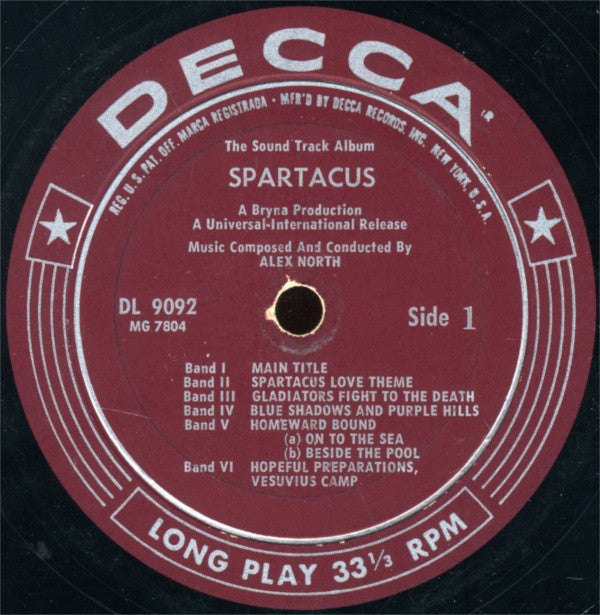 DECCA
®
REG. U.S. PAT. OFF. MARCA REGISTRADA • MFR'D BY DECCA RECORDS, INC. NEW YORK, U.S.A.
The Sound Track Album
SPARTACUS
A Bryna Production
A Universal-International Release
Music Composed And Conducted By
ALEX NORTH
DL 9092
MG 7804
Side 1
Band I MAIN TITLE
Band II SPARTACUS LOVE THEME
Band III GLADIATORS FIGHT TO THE DEATH
Band IV BLUE SHADOWS AND PURPLE HILLS
Band V HOMEWARD BOUND
(a) ON TO THE SEA
(b) BESIDE THE POOL
Band VI HOPEFUL PREPARATIONS,
VESUVIUS CAMP
LONG PLAY 33⅓ RPM